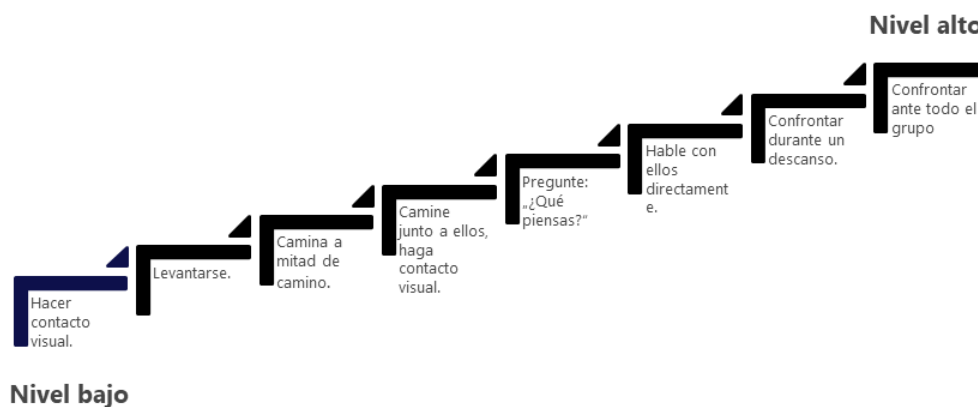 Nivel alto
Confrontar
ante todo el
grupo
Confrontar
durante un
descanso.
Hable con
ellos
directament
e.
Pregunte:
„¿Qué
piensas?“
Camine
junto a ellos,
haga
contacto
visual.
Camina a
mitad de
camino.
Levantarse.
Hacer
contacto
visual.
Nivel bajo